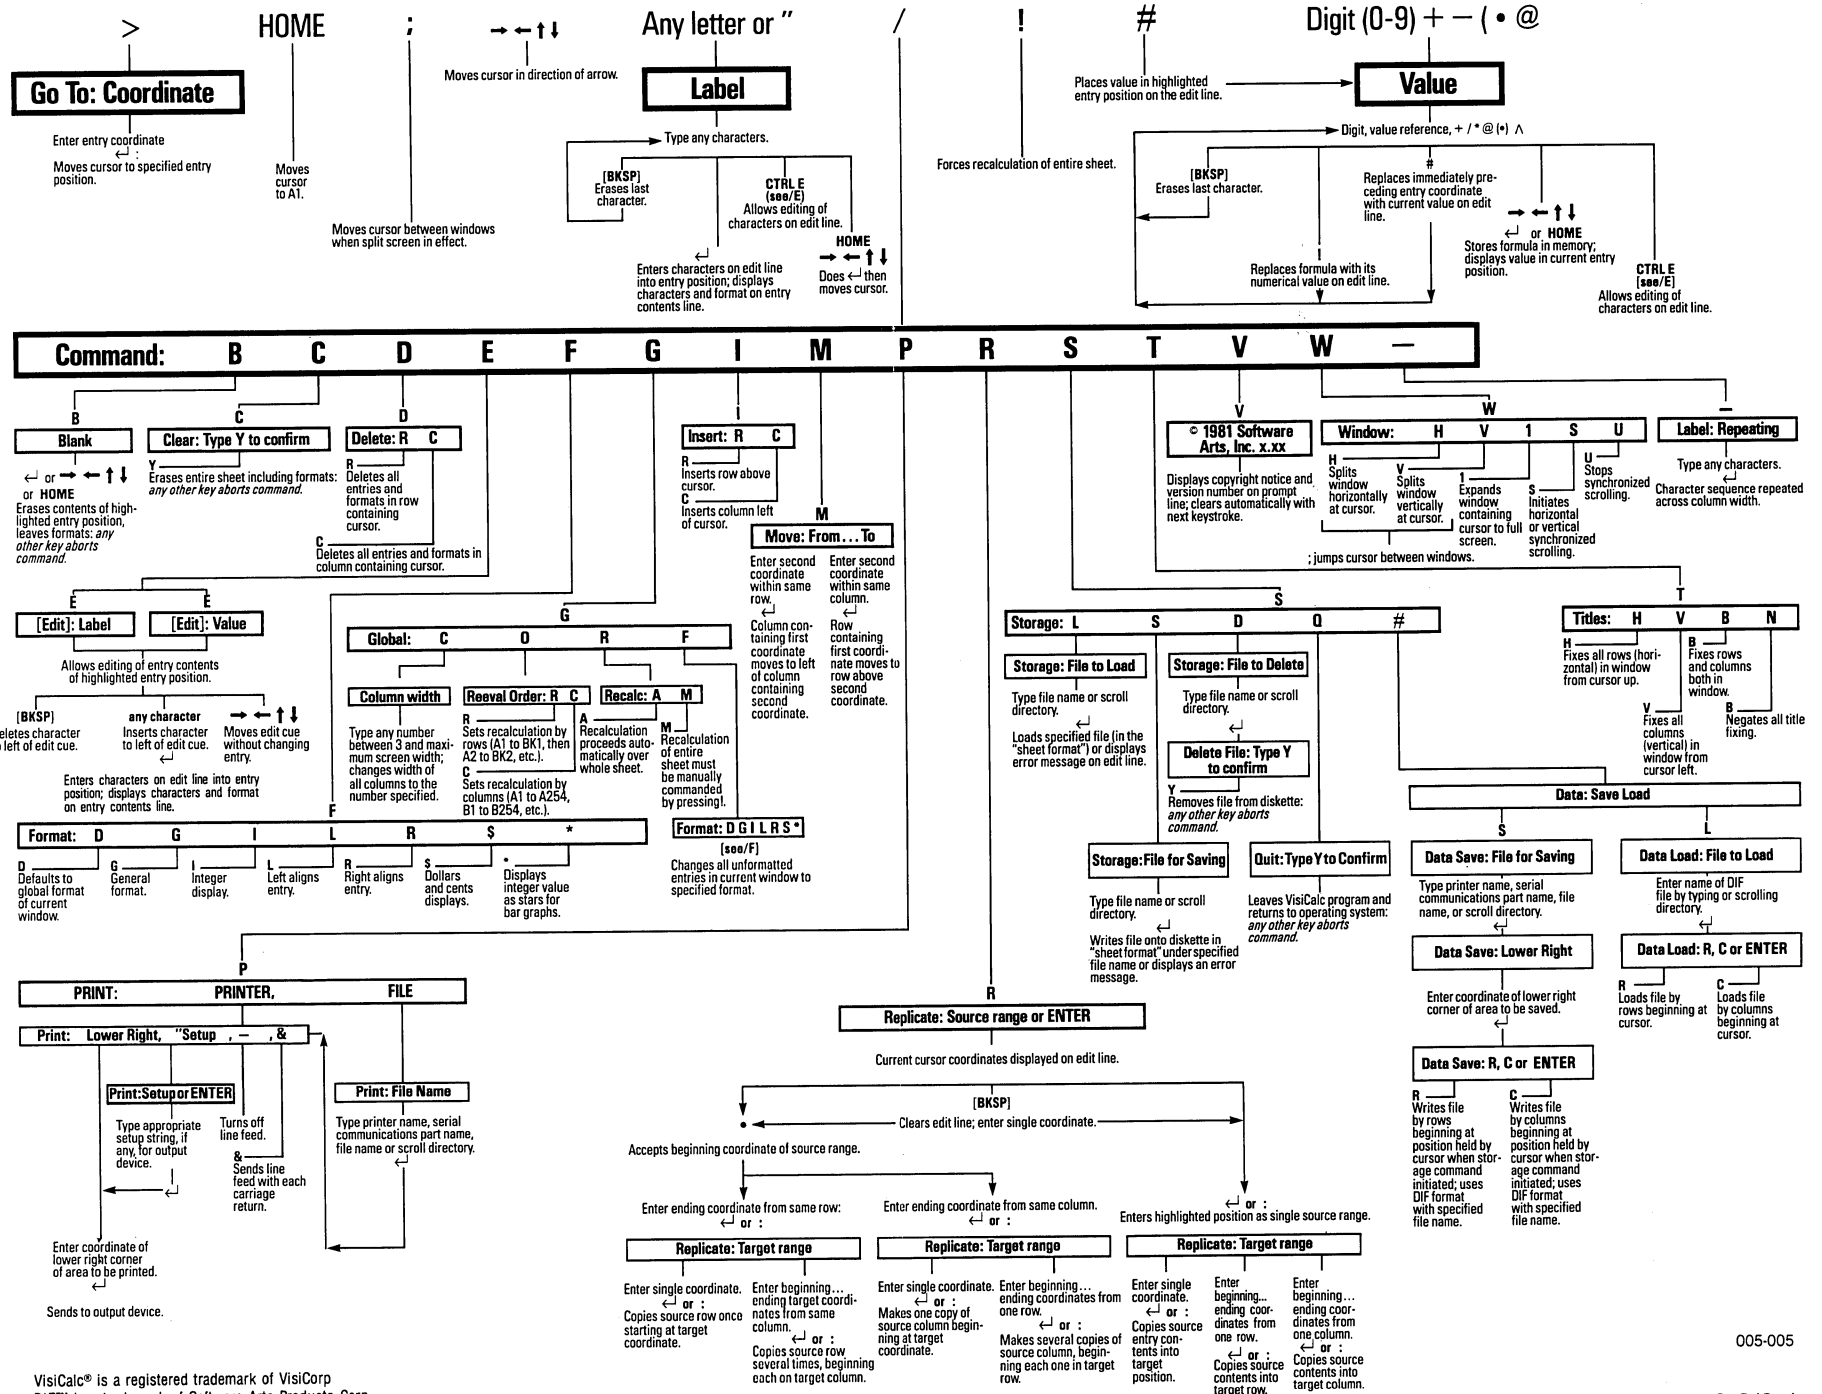 >
HOME
;
→ ← ↑ ↓
Any letter or ”
/
!
#
Digit (0-9) + − ( • @
Go To: Coordinate
Enter entry coordinate
↵ :
Moves cursor to specified entry
position.
Moves
cursor
to A1.
Moves cursor between windows
when split screen in effect.
Moves cursor in direction of arrow.
Label
Type any characters.
[BKSP]
Erases last
character.
CTRL E
(see/E)
Allows editing of
characters on edit line.
↵
Enters characters on edit line
into entry position; displays
characters and format on entry
contents line.
HOME
→ ← ↑ ↓
Does ↵ then
moves cursor.
Forces recalculation of entire sheet.
Places value in highlighted
entry position on the edit line.
Value
Digit, value reference, + / * @ (•) Λ
[BKSP]
Erases last character.
!
Replaces formula with its
numerical value on edit line.
#
Replaces immediately pre-
ceding entry coordinate
with current value on edit
line.
→ ← ↑ ↓
↵ or HOME
Stores formula in memory;
displays value in current entry
position.
CTRL E
[see/E]
Allows editing of
characters on edit line.
Command: B C D E F G I M P R S T V W —
B
Blank
↵ or → ← ↑ ↓
or HOME
Erases contents of high-
lighted entry position,
leaves formats: any
other key aborts
command.
C
Clear: Type Y to confirm
Y
Erases entire sheet including formats:
any other key aborts command.
D
Delete: R C
R
Deletes all
entries and
formats in row
containing
cursor.
C
Deletes all entries and formats in
column containing cursor.
I
Insert: R C
R
Inserts row above
cursor.
C
Inserts column left
of cursor.
M
Move: From...To
Enter second
coordinate
within same
row.
↵
Column con-
taining first
coordinate
moves to left
of column
containing
second
coordinate.
Enter second
coordinate
within same
column.
↵
Row
containing
first coordi-
nate moves to
row above
second
coordinate.
V
© 1981 Software
Arts, Inc. x.xx
Displays copyright notice and
version number on prompt
line; clears automatically with
next keystroke.
W
Window: H V 1 S U
H
Splits
window
horizontally
at cursor.
V
Splits
window
vertically
at cursor.
1
Expands
window
containing
cursor to full
screen.
S
Initiates
horizontal
or vertical
synchronized
scrolling.
U
Stops
synchronized
scrolling.
; jumps cursor between windows.
—
Label: Repeating
Type any characters.
↵
Character sequence repeated
across column width.
E
[Edit]: Label
E
[Edit]: Value
Allows editing of entry contents
of highlighted entry position.
[BKSP]
eletes character
left of edit cue.
any character
Inserts character
to left of edit cue.
↵
→ ← ↑ ↓
Moves edit cue
without changing
entry.
Enters characters on edit line into entry
position; displays characters and format
on entry contents line.
G
Global: C O R F
Column width
Type any number
between 3 and maxi-
mum screen width;
changes width of
all columns to the
number specified.
Reeval Order: R C
R
Sets recalculation by
rows (A1 to BK1, then
A2 to BK2, etc.).
C
Sets recalculation by
columns (A1 to A254,
B1 to B254, etc.).
Recalc: A M
A
Recalculation
proceeds auto-
matically over
whole sheet.
M
Recalculation
of entire
sheet must
be manually
commanded
by pressing!.
Format: D G I L R S *
[see/F]
Changes all unformatted
entries in current window to
specified format.
F
Format: D G I L R $ *
D
Defaults to
global format
of current
window.
G
General
format.
I
Integer
display.
L
Left aligns
entry.
R
Right aligns
entry.
$
Dollars
and cents
displays.
*
Displays
integer value
as stars for
bar graphs.
S
Storage: L S D Q #
Storage: File to Load
Type file name or scroll
directory.
↵
Loads specified file (in the
“sheet format”) or displays
error message on edit line.
Storage: File to Delete
Type file name or scroll
directory.
↵
Delete File: Type Y
to confirm
Y
Removes file from diskette:
any other key aborts
command.
Storage: File for Saving
Type file name or scroll
directory.
↵
Writes file onto diskette in
“sheet format” under specified
file name or displays an error
message.
Quit: Type Y to Confirm
Leaves VisiCalc program and
returns to operating system:
any other key aborts
command.
T
Titles: H V B N
H
Fixes all rows (hori-
zontal) in window
from cursor up.
V
Fixes all
columns
(vertical) in
window from
cursor left.
B
Fixes rows
and columns
both in
window.
B
Negates all title
fixing.
Data: Save Load
S
Data Save: File for Saving
Type printer name, serial
communications part name, file
name, or scroll directory.
↵
Data Save: Lower Right
Enter coordinate of lower right
corner of area to be saved.
↵
Data Save: R, C or ENTER
R
Writes file
by rows
beginning at
position held by
cursor when stor-
age command
initiated; uses
DIF format
with specified
file name.
C
Writes file
by columns
beginning at
position held by
cursor when stor-
age command
initiated; uses
DIF format
with specified
file name.
L
Data Load: File to Load
Enter name of DIF
file by typing or scrolling
directory.
↵
Data Load: R, C or ENTER
R
Loads file by
rows beginning at
cursor.
C
Loads file
by columns
beginning at
cursor.
P
PRINT: PRINTER, FILE
Print: Lower Right, "Setup , — , &
Print: Setup or ENTER
Type appropriate
setup string, if
any, for output
device.
↵
Turns off
line feed.
&
Sends line
feed with each
carriage
return.
Print: File Name
Type printer name, serial
communications part name,
file name or scroll directory.
↵
Enter coordinate of
lower right corner
of area to be printed.
↵
Sends to output device.
R
Replicate: Source range or ENTER
Current cursor coordinates displayed on edit line.
[BKSP]
Clears edit line; enter single coordinate.
•
Accepts beginning coordinate of source range.
Enter ending coordinate from same row:
↵ or :
Enter ending coordinate from same column.
↵ or :
↵ or :
Enters highlighted position as single source range.
Replicate: Target range
Enter single coordinate.
↵ or :
Copies source row once
starting at target
coordinate.
Enter beginning...
ending target coordi-
nates from same
column.
↵ or :
Copies source row
several times, beginning
each on target column.
Replicate: Target range
Enter single coordinate.
↵ or :
Makes one copy of
source column begin-
ning at target
coordinate.
Enter beginning...
ending coordinates from
one row.
↵ or :
Makes several copies of
source column, begin-
ning each one in target
row.
Replicate: Target range
Enter single
coordinate.
↵ or :
Copies source
entry con-
tents into
target
position.
Enter
beginning...
ending coor-
dinates from
one row.
↵ or :
Copies source
contents into
target row.
Enter
beginning...
ending coor-
dinates from
one column.
↵ or :
Copies source
contents into
target column.
005-005
VisiCalc® is a registered trademark of VisiCorp